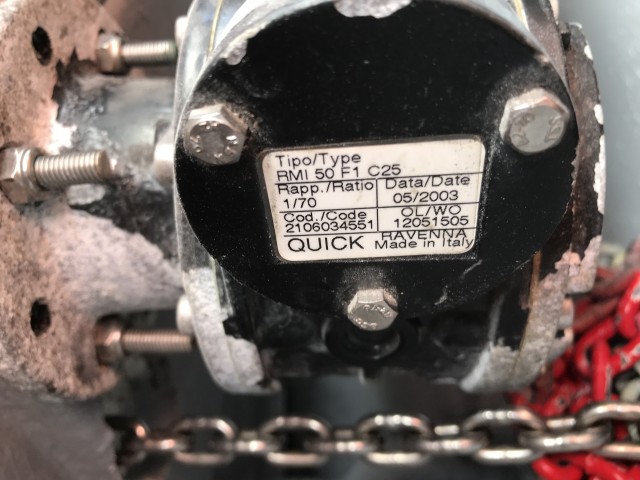 Tipo/Type
RMI 50 F1 C25
Rapp./Ratio Data/Date
1/70 05/2003
Cod./Code OL/WO
2106034551 12051505
QUICK RAVENNA
Made in Italy